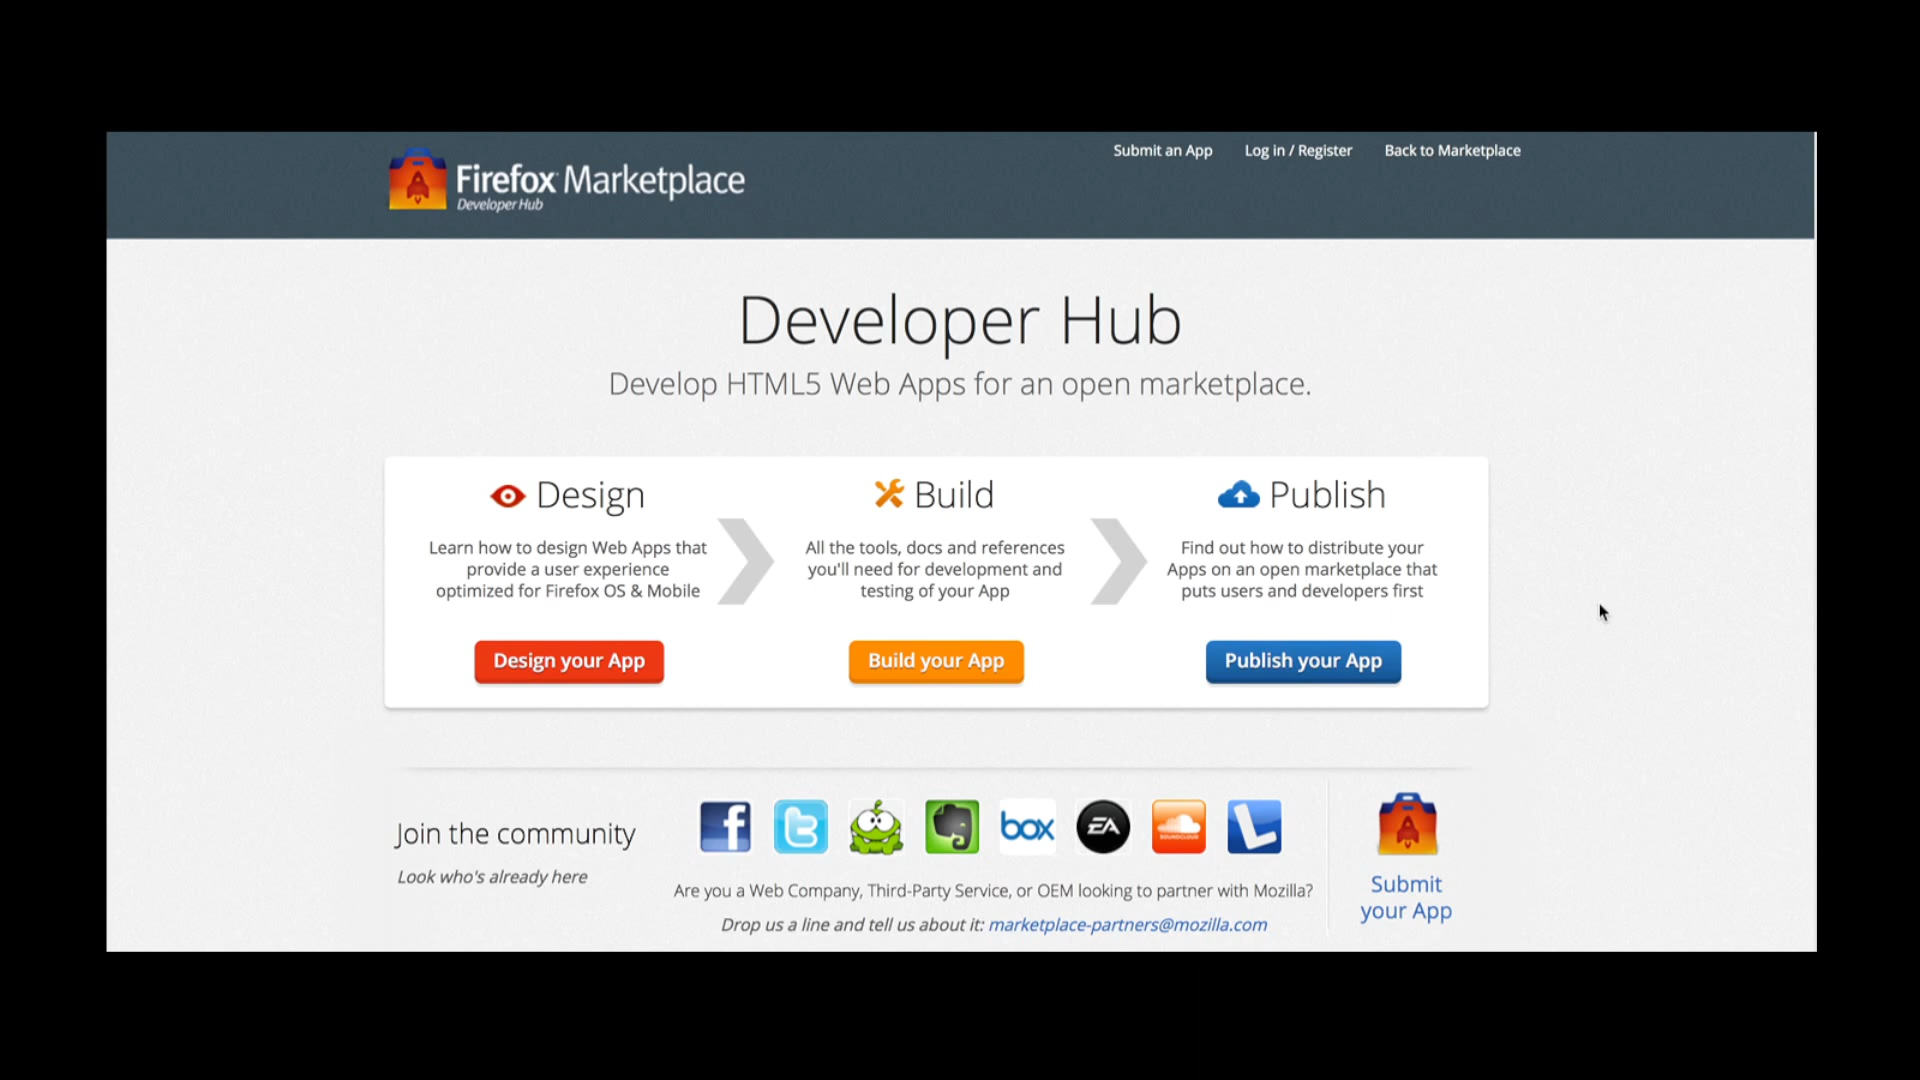 Submit an App
Log in / Register
Back to Marketplace
Firefox Marketplace
Developer Hub
Developer Hub
Develop HTML5 Web Apps for an open marketplace.
Design
Learn how to design Web Apps that
provide a user experience
optimized for Firefox OS & Mobile
Design your App
Build
All the tools, docs and references
you'll need for development and
testing of your App
Build your App
Publish
Find out how to distribute your
Apps on an open marketplace that
puts users and developers first
Publish your App
Join the community
Look who's already here
box
EA
SOUNDCLOUD
Are you a Web Company, Third-Party Service, or OEM looking to partner with Mozilla?
Drop us a line and tell us about it: marketplace-partners@mozilla.com
Submit
your App